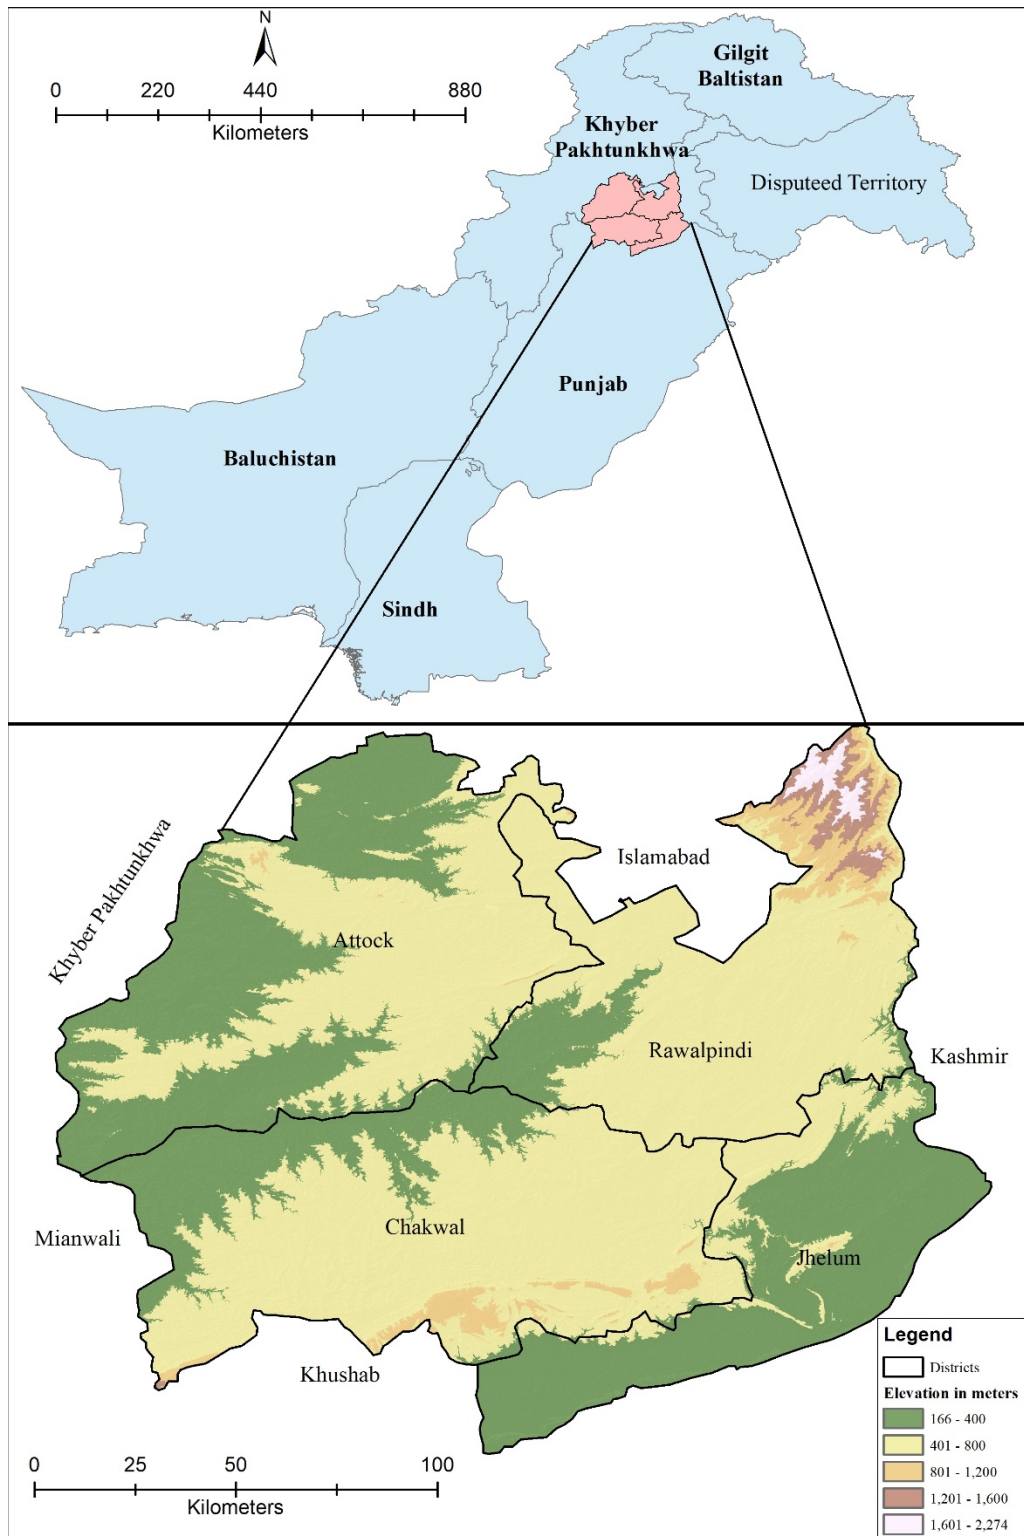 N
0 220 440 880
Kilometers
Gilgit
Baltistan
Khyber
Pakhtunkhwa
Disputeed Territory
Punjab
Baluchistan
Sindh
Khyber Pakhtunkhwa
Islamabad
Attock
Rawalpindi
Kashmir
Mianwali
Chakwal
Jhelum
Khushab
0 25 50 100
Kilometers
Legend
Districts
Elevation in meters
166 - 400
401 - 800
801 - 1,200
1,201 - 1,600
1,601 - 2,274